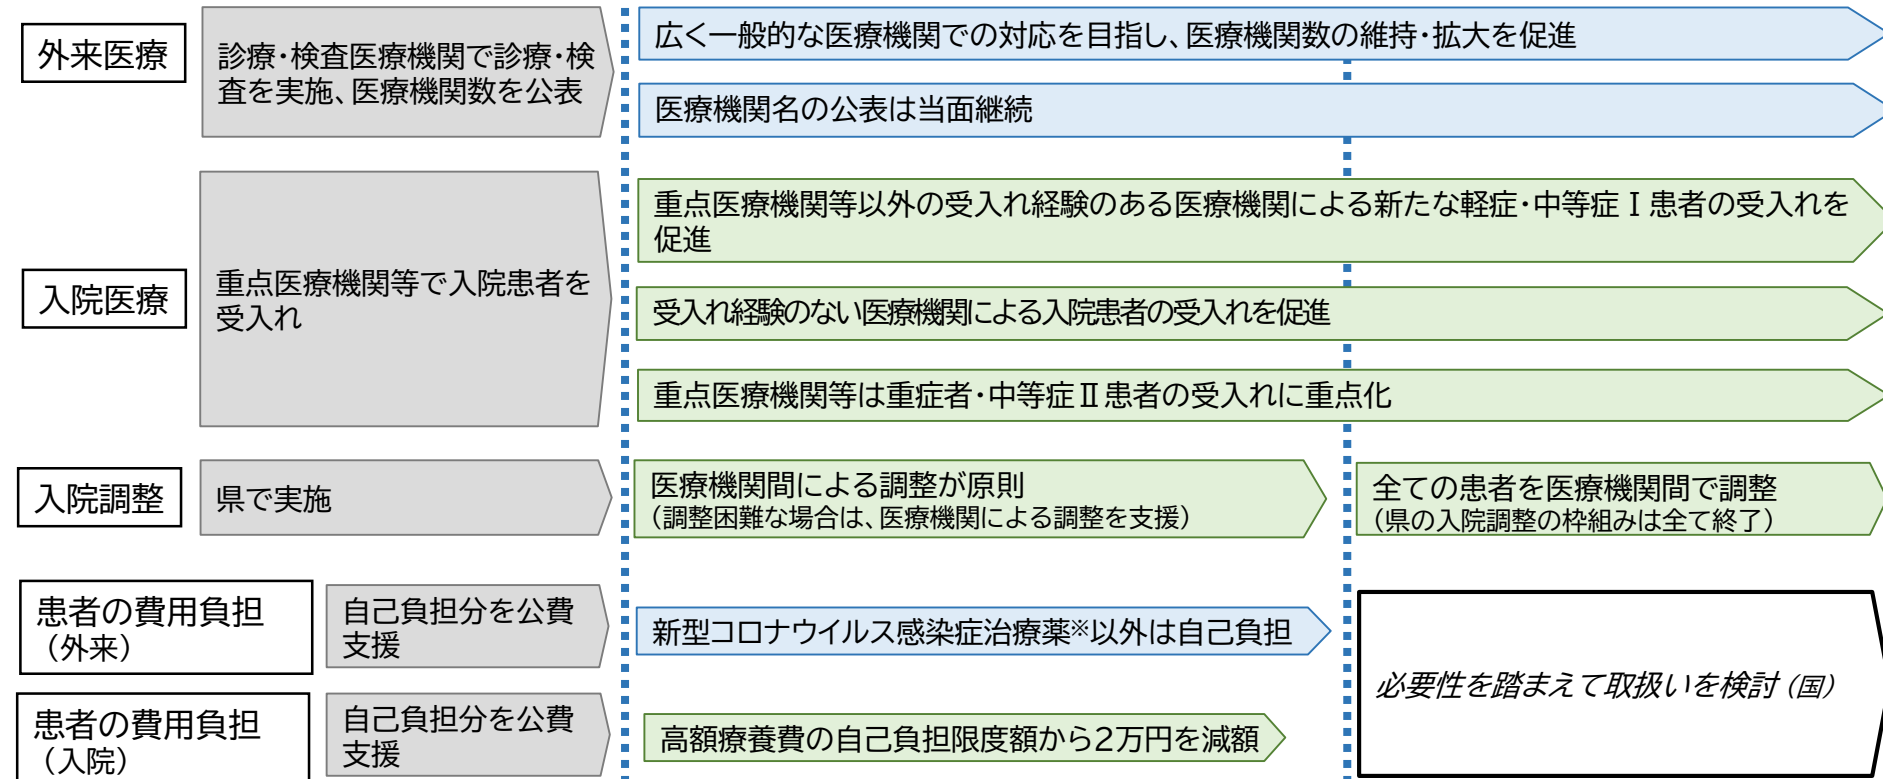 外来医療
診療・検査医療機関で診療・検
査を実施、医療機関数を公表
広く一般的な医療機関での対応を目指し、医療機関数の維持・拡大を促進
医療機関名の公表は当面継続
入院医療
重点医療機関等で入院患者を
受入れ
重点医療機関等以外の受入れ経験のある医療機関による新たな軽症・中等症Ⅰ患者の受入れを
促進
受入れ経験のない医療機関による入院患者の受入れを促進
重点医療機関等は重症者・中等症Ⅱ患者の受入れに重点化
入院調整
県で実施
医療機関間による調整が原則
（調整困難な場合は、医療機関による調整を支援）
全ての患者を医療機関間で調整
（県の入院調整の枠組みは全て終了）
患者の費用負担
（外来）
自己負担分を公費
支援
新型コロナウイルス感染症治療薬※以外は自己負担
必要性を踏まえて取扱いを検討（国）
患者の費用負担
（入院）
自己負担分を公費
支援
高額療養費の自己負担限度額から2万円を減額